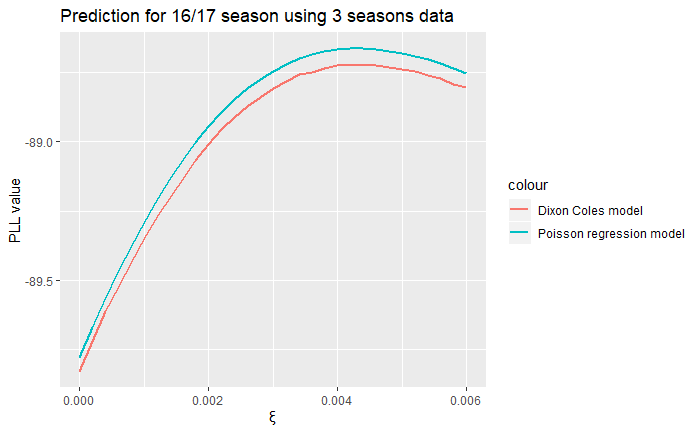 Prediction for 16/17 season using 3 seasons data
PLL value
-89.0
-89.5
0.000
0.002
0.004
0.006
ξ
colour
Dixon Coles model
Poisson regression model